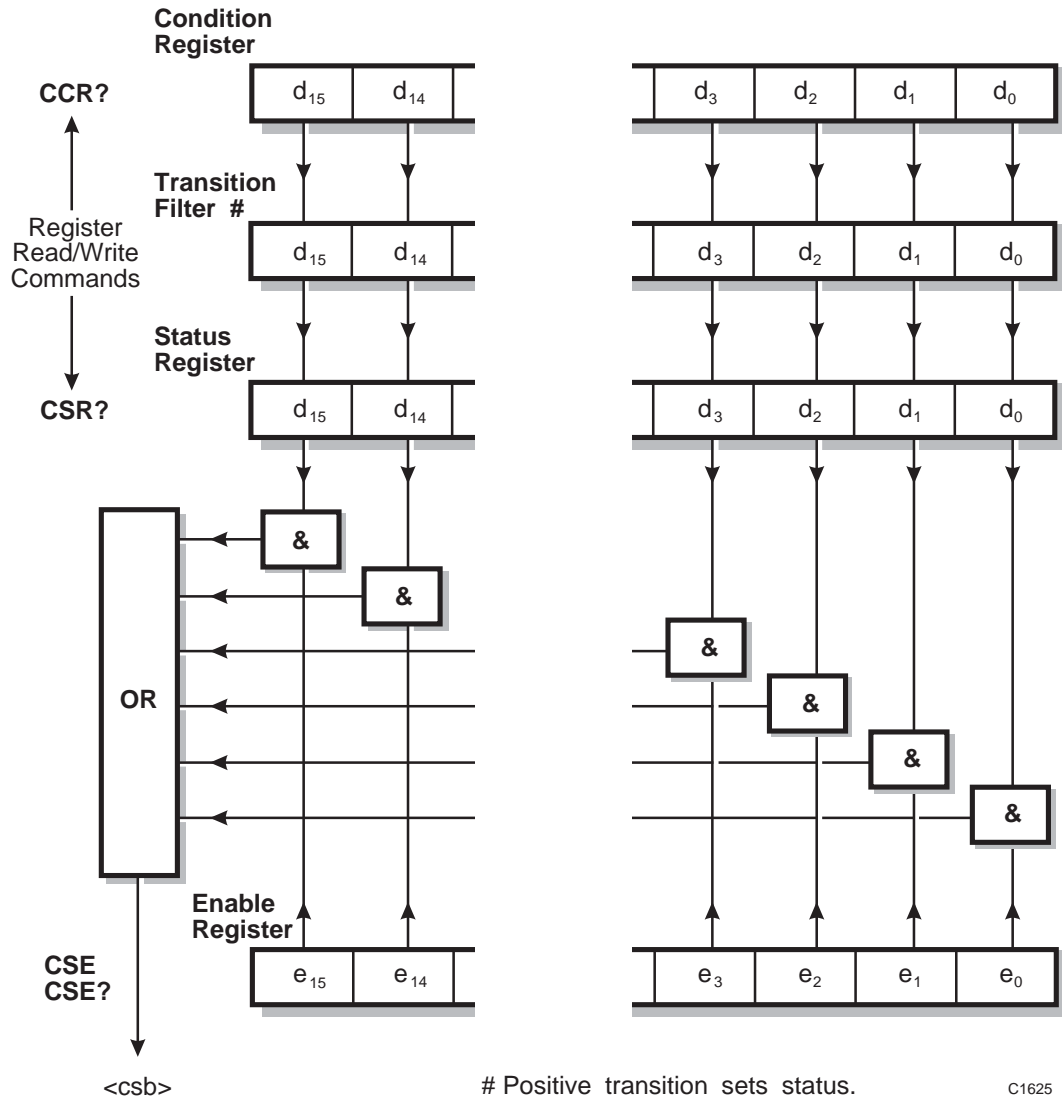 Condition
Register
CCR?
d15 d14 d3 d2 d1 d0
Transition
Filter #
Register
Read/Write
Commands
d15 d14 d3 d2 d1 d0
Status
Register
CSR?
d15 d14 d3 d2 d1 d0
&
&
&
OR
&
&
&
Enable
Register
CSE
CSE?
e15 e14 e3 e2 e1 e0
<csb>
# Positive transition sets status.
C1625